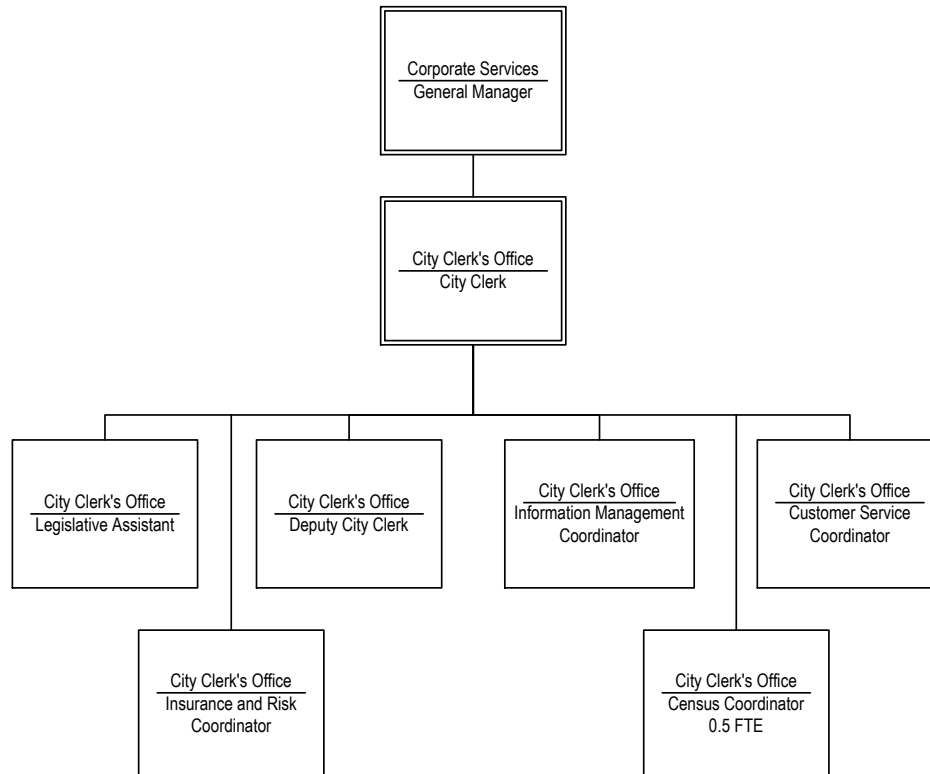 Corporate Services
General Manager
City Clerk's Office
City Clerk
City Clerk's Office
Legislative Assistant
City Clerk's Office
Deputy City Clerk
City Clerk's Office
Information Management
Coordinator
City Clerk's Office
Customer Service
Coordinator
City Clerk's Office
Insurance and Risk
Coordinator
City Clerk's Office
Census Coordinator
0.5 FTE